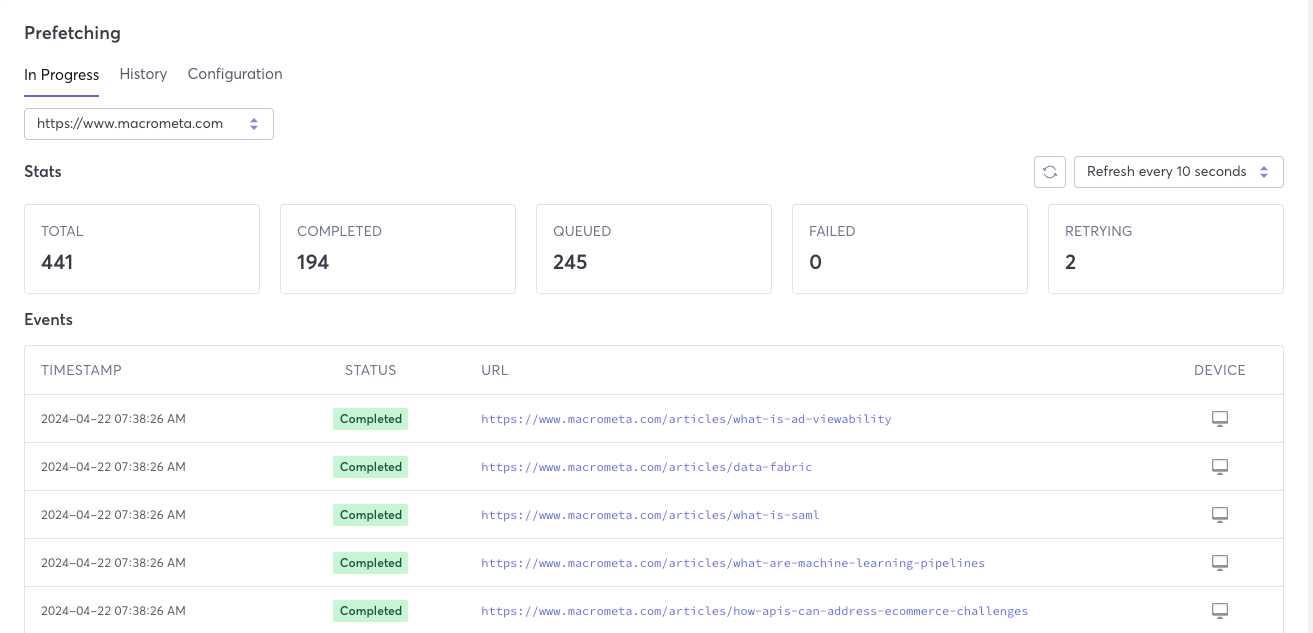 Prefetching
In Progress History Configuration
https://www.macrometa.com
Stats Refresh every 10 seconds
TOTAL COMPLETED QUEUED FAILED RETRYING
441 194 245 0 2
Events
TIMESTAMP STATUS URL DEVICE
2024-04-22 07:38:26 AM Completed https://www.macrometa.com/articles/what-is-ad-viewability
2024-04-22 07:38:26 AM Completed https://www.macrometa.com/articles/data-fabric
2024-04-22 07:38:26 AM Completed https://www.macrometa.com/articles/what-is-saml
2024-04-22 07:38:26 AM Completed https://www.macrometa.com/articles/what-are-machine-learning-pipelines
2024-04-22 07:38:26 AM Completed https://www.macrometa.com/articles/how-apis-can-address-ecommerce-challenges